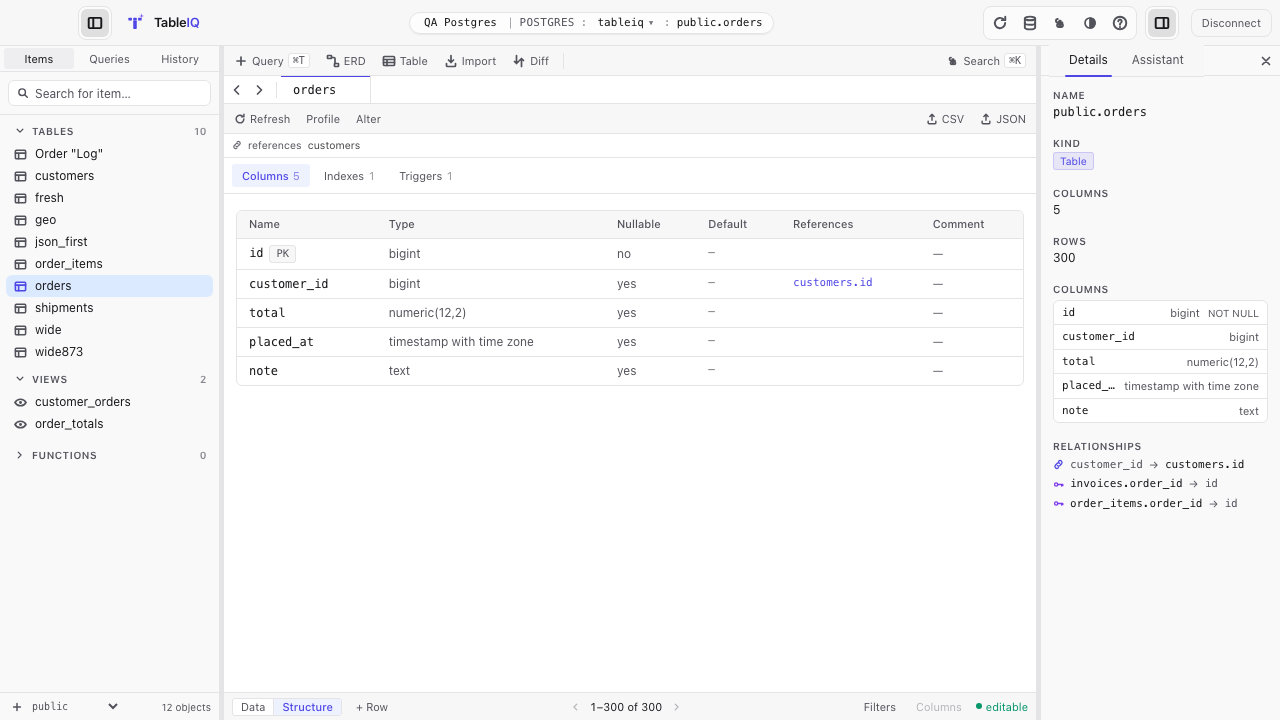 TableIQ
QA Postgres | POSTGRES : tableiq ▾ : public.orders
Disconnect
Items Queries History
Search for item...
TABLES 10
Order "Log"
customers
fresh
geo
json_first
order_items
orders
shipments
wide
wide873
VIEWS 2
customer_orders
order_totals
FUNCTIONS 0
+ public 12 objects
+ Query ⌘T ERD Table Import Diff Search ⌘K
orders
Refresh Profile Alter CSV JSON
references customers
Columns 5 Indexes 1 Triggers 1
Name Type Nullable Default References Comment
id PK bigint no — —
customer_id bigint yes — customers.id —
total numeric(12,2) yes — —
placed_at timestamp with time zone yes — —
note text yes — —
Data Structure + Row 1–300 of 300 Filters Columns editable
Details Assistant
NAME
public.orders
KIND
Table
COLUMNS
5
ROWS
300
COLUMNS
id bigint NOT NULL
customer_id bigint
total numeric(12,2)
placed_… timestamp with time zone
note text
RELATIONSHIPS
customer_id → customers.id
invoices.order_id → id
order_items.order_id → id